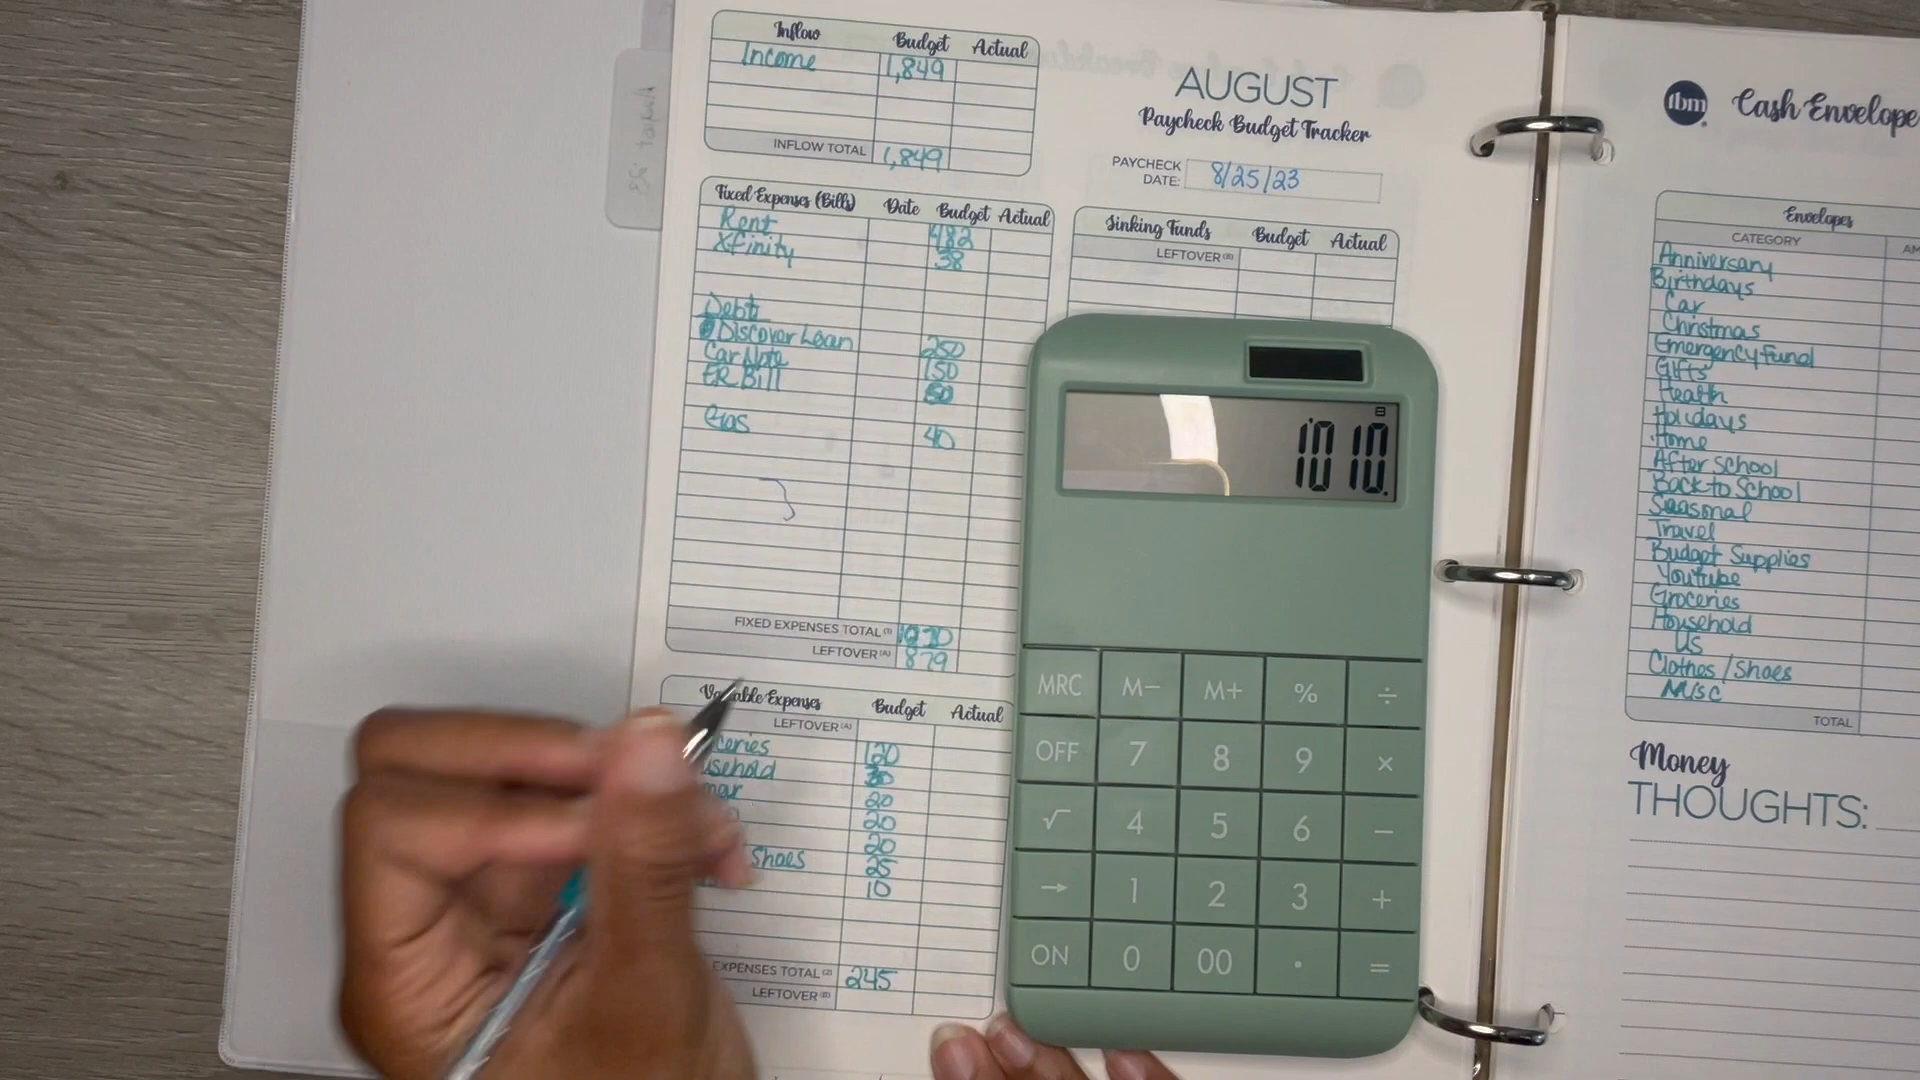 Inflow Budget Actual
Income 1,849
INFLOW TOTAL 1,849
AUGUST
Paycheck Budget Tracker
PAYCHECK DATE: 8/25/23
Fixed Expenses (Bills) Date Budget Actual
Rent 482
Xfinity 38
Debt
Discover Loan 250
Car Note 150
ER Bill 50
Gas 40
FIXED EXPENSES TOTAL (1)
LEFTOVER (A) 879
Variable Expenses Budget Actual
LEFTOVER (A)
120
30
20
20
20
Shoes 25
10
EXPENSES TOTAL (2) 245
LEFTOVER (B)
Sinking Funds Budget Actual
LEFTOVER (B)
1010.
MRC M− M+ % ÷
OFF 7 8 9 ×
√ 4 5 6 −
→ 1 2 3 +
ON 0 00 . =
tbm Cash Envelope
Envelopes
CATEGORY
Anniversary
Birthdays
Car
Christmas
Emergency Fund
Gifts
Health
Holidays
Home
After School
Back to School
Seasonal
Travel
Budget Supplies
Youtube
Groceries
Household
Us
Clothes/Shoes
Misc
TOTAL
Money
THOUGHTS: